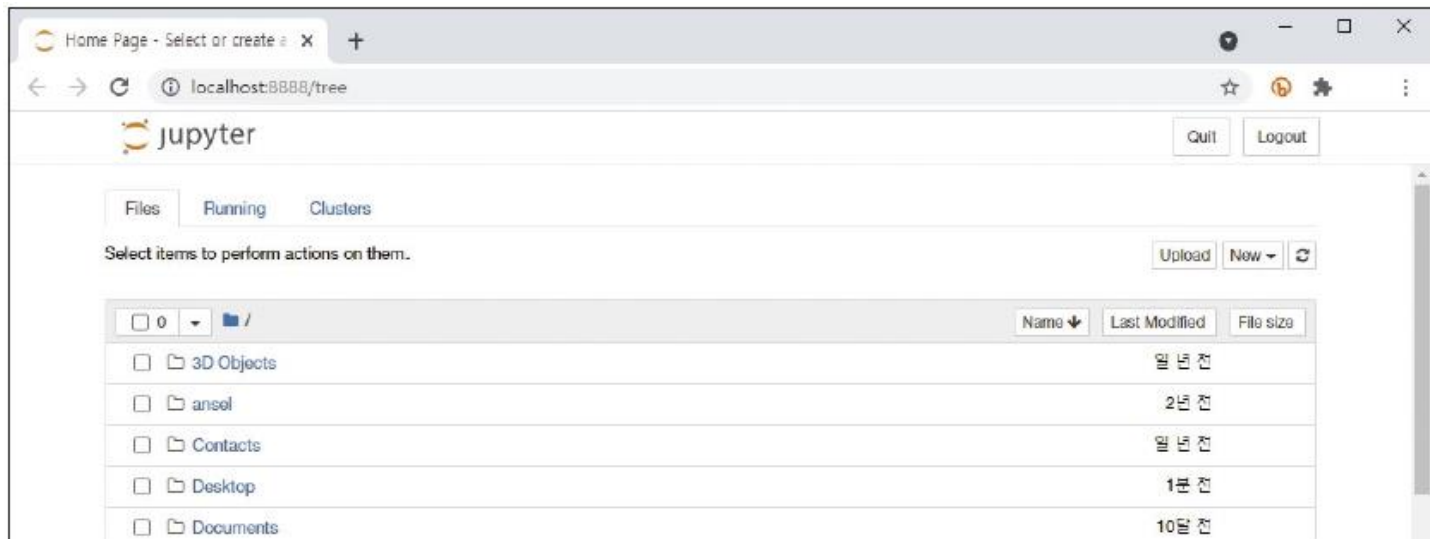 Home Page - Select or create a
localhost:8888/tree
jupyter
Quit Logout
Files Running Clusters
Select items to perform actions on them.
Upload New
0 / Name Last Modified File size
3D Objects 일 년 전
ansel 2년 전
Contacts 일 년 전
Desktop 1분 전
Documents 10달 전